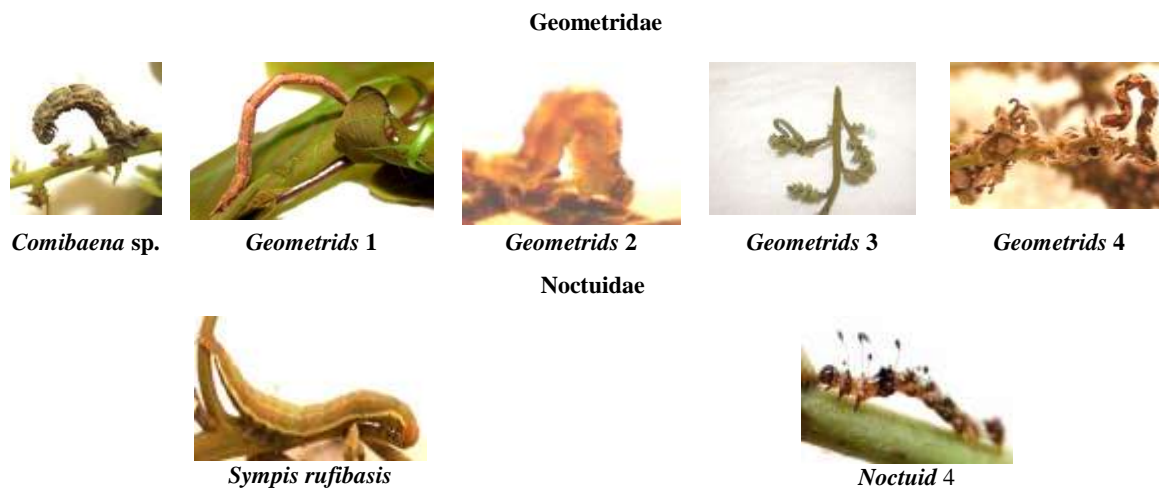 Geometridae
Comibaena sp. Geometrids 1 Geometrids 2 Geometrids 3 Geometrids 4
Noctuidae
Sympis rufibasis Noctuid 4